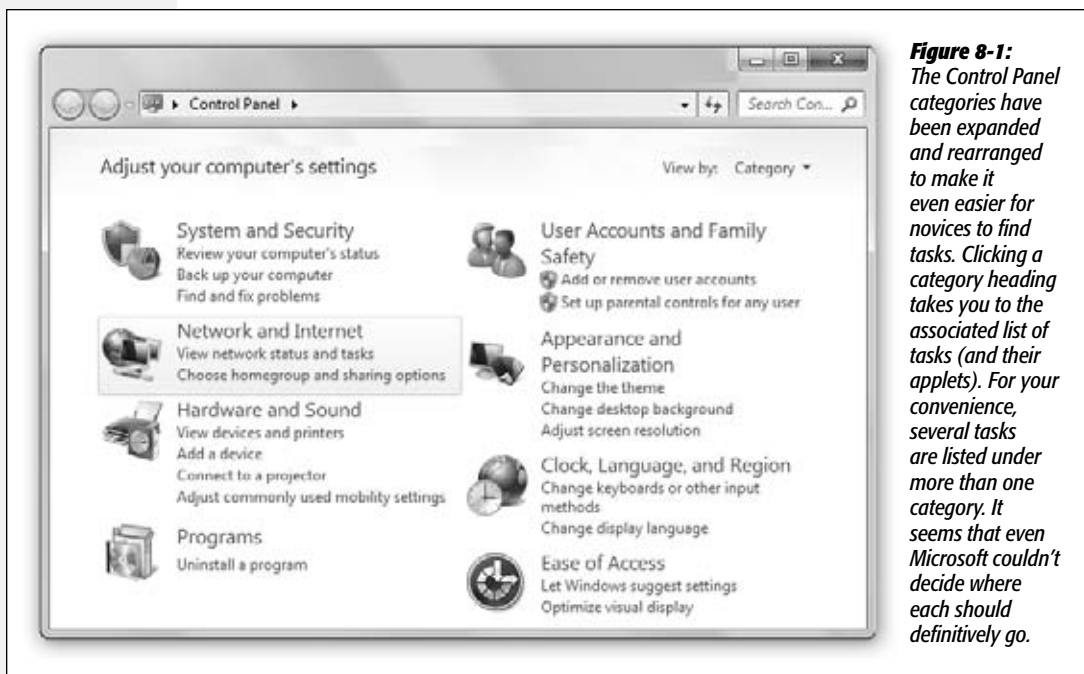 Control Panel
Search Con...
Adjust your computer's settings
View by: Category
System and Security
Review your computer's status
Back up your computer
Find and fix problems
Network and Internet
View network status and tasks
Choose homegroup and sharing options
Hardware and Sound
View devices and printers
Add a device
Connect to a projector
Adjust commonly used mobility settings
Programs
Uninstall a program
User Accounts and Family
Safety
Add or remove user accounts
Set up parental controls for any user
Appearance and
Personalization
Change the theme
Change desktop background
Adjust screen resolution
Clock, Language, and Region
Change keyboards or other input
methods
Change display language
Ease of Access
Let Windows suggest settings
Optimize visual display
Figure 8-1:
The Control Panel
categories have
been expanded
and rearranged
to make it
even easier for
novices to find
tasks. Clicking a
category heading
takes you to the
associated list of
tasks (and their
applets). For your
convenience,
several tasks
are listed under
more than one
category. It
seems that even
Microsoft couldn't
decide where
each should
definitively go.